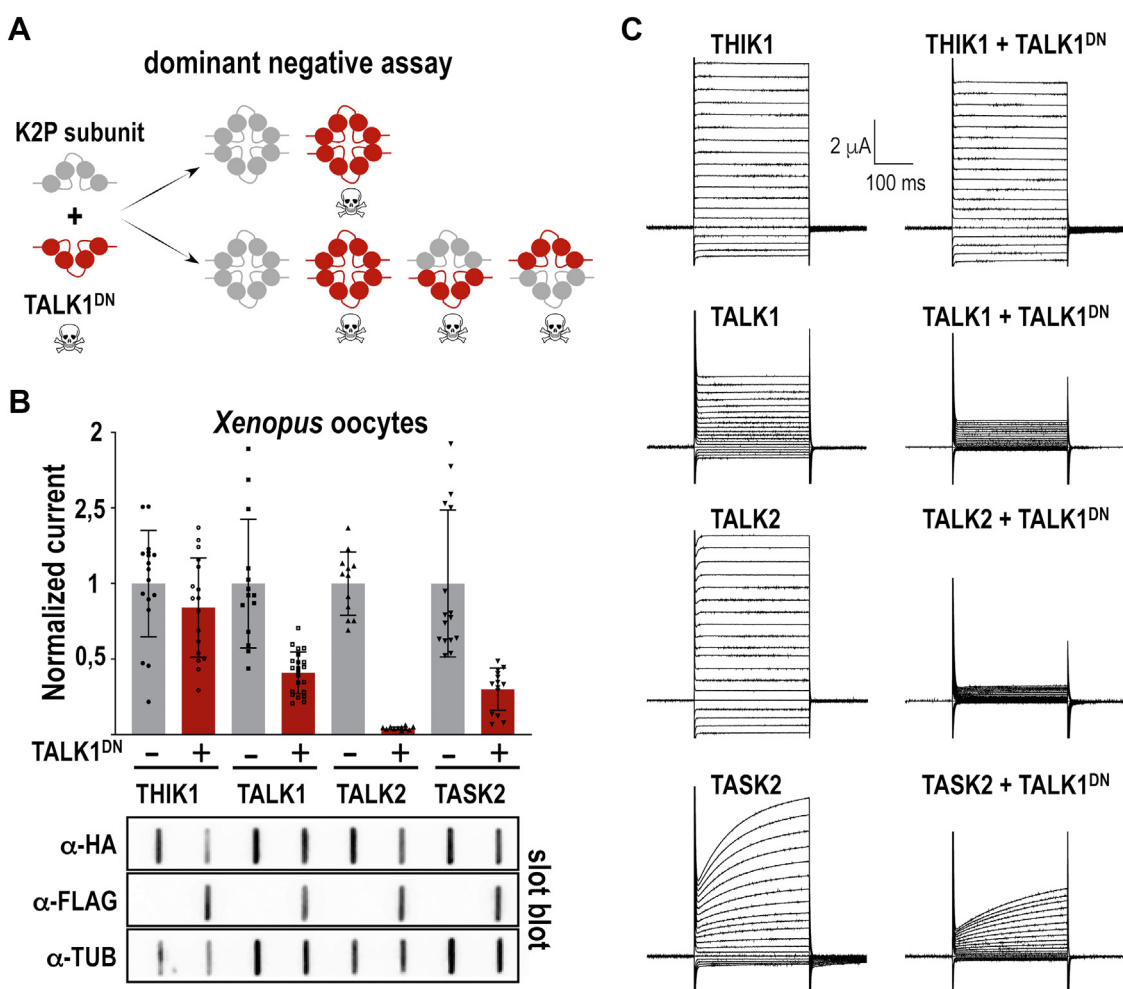 A
dominant negative assay
K2P subunit
+
TALK1DN
B
Xenopus oocytes
Normalized current
2
2,5
1
0,5
TALK1DN - + - + - + - +
THIK1 TALK1 TALK2 TASK2
α-HA
α-FLAG
α-TUB
slot blot
C
THIK1 THIK1 + TALK1DN
2 μA
100 ms
TALK1 TALK1 + TALK1DN
TALK2 TALK2 + TALK1DN
TASK2 TASK2 + TALK1DN